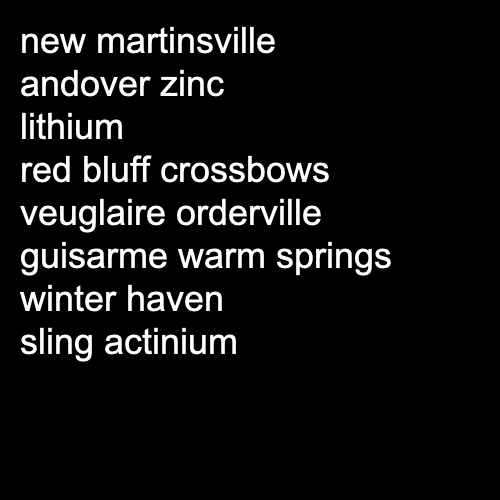 new martinsville
andover zinc
lithium
red bluff crossbows
veuglaire orderville
guisarme warm springs
winter haven
sling actinium